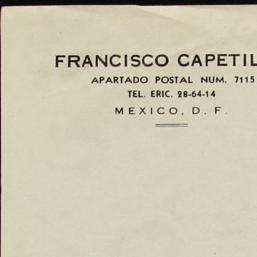 FRANCISCO CAPETIL
APARTADO POSTAL NUM. 7115
TEL. ERIC. 28-64-14
MEXICO, D. F.